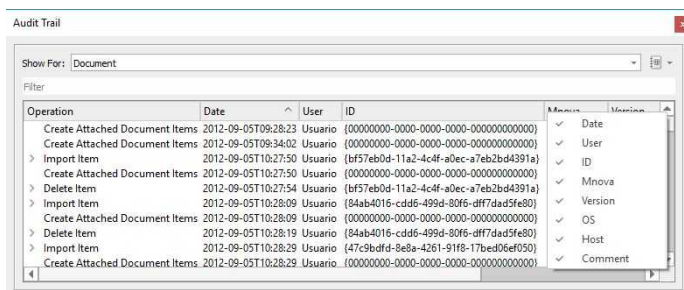 Audit Trail
Show For: Document
Filter
Operation Date User ID Mnova Version
Create Attached Document Items 2012-09-05T09:28:23 Usuario {00000000-0000-0000-0000-000000000000}
Create Attached Document Items 2012-09-05T09:34:02 Usuario {00000000-0000-0000-0000-000000000000}
Import Item 2012-09-05T10:27:50 Usuario {bf57eb0d-11a2-4c4f-a0ec-a7eb2bd4391a}
Create Attached Document Items 2012-09-05T10:27:50 Usuario {00000000-0000-0000-0000-000000000000}
Delete Item 2012-09-05T10:27:54 Usuario {bf57eb0d-11a2-4c4f-a0ec-a7eb2bd4391a}
Import Item 2012-09-05T10:28:09 Usuario {84ab4016-cdd6-499d-80f6-dff7dad5fe80}
Create Attached Document Items 2012-09-05T10:28:09 Usuario {00000000-0000-0000-0000-000000000000}
Delete Item 2012-09-05T10:28:19 Usuario {84ab4016-cdd6-499d-80f6-dff7dad5fe80}
Import Item 2012-09-05T10:28:29 Usuario {47c9bdfd-8e8a-4261-91f8-17bed06ef050}
Create Attached Document Items 2012-09-05T10:28:29 Usuario {00000000-0000-0000-0000-000000000000}
Date
User
ID
Mnova
Version
OS
Host
Comment